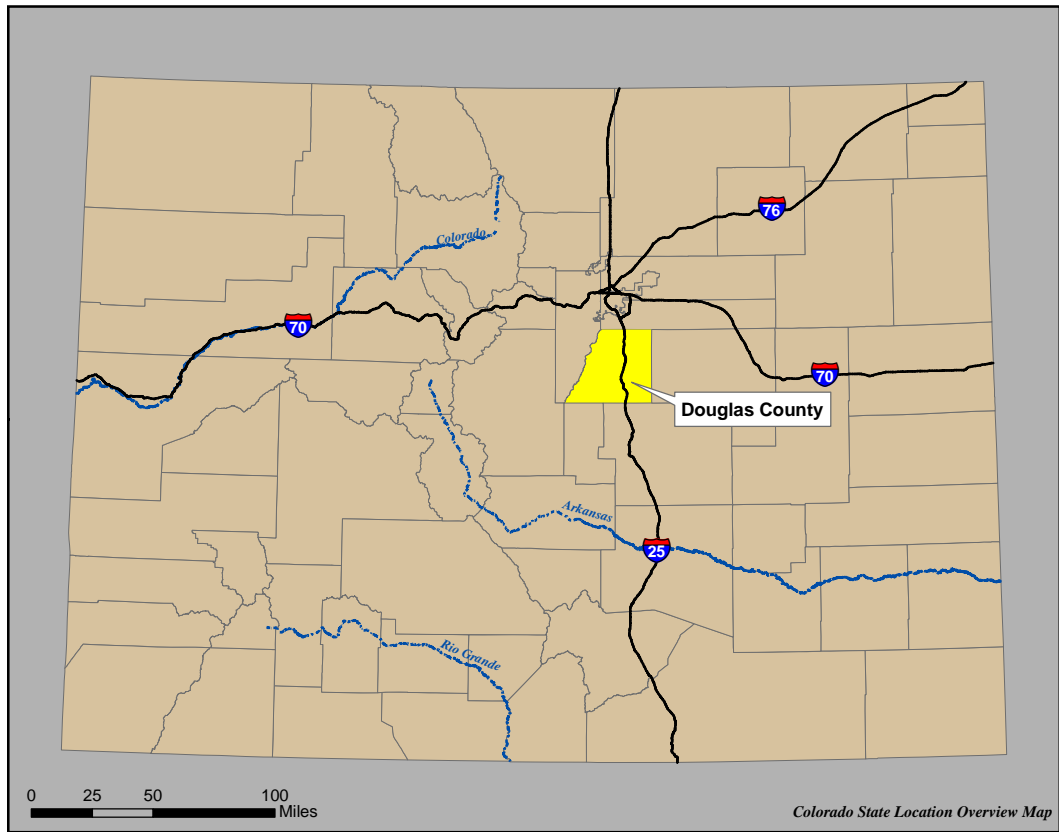 76
Colorado
70
70
Douglas County
Arkansas
25
Rio Grande
0 25 50 100
Miles
Colorado State Location Overview Map